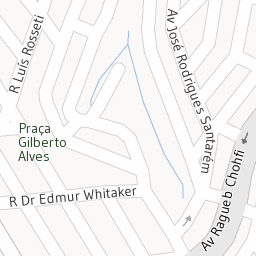 R Luís Rosseti
Av José Rodrigues Santarém
Praça
Gilberto
Alves
R Dr Edmur Whitaker
Av Ragueb Chohfi